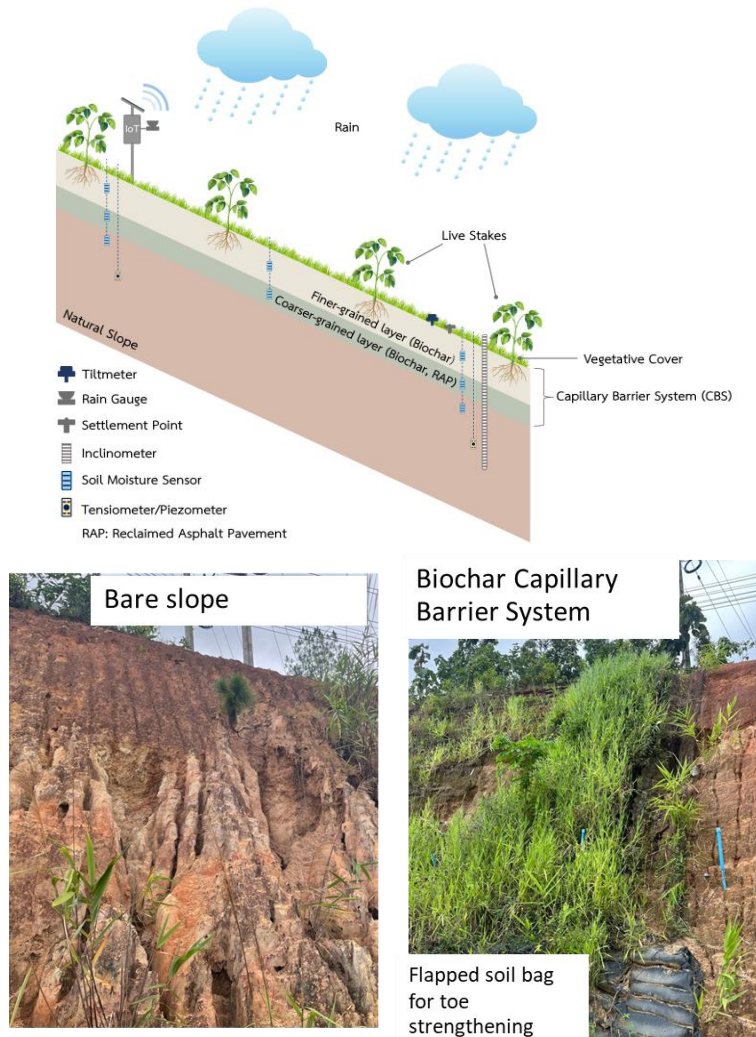 Rain
IoT
Live Stakes
Finer-grained layer (Biochar)
Coarser-grained layer (Biochar, RAP)
Natural Slope
Vegetative Cover
Capillary Barrier System (CBS)
Tiltmeter
Rain Gauge
Settlement Point
Inclinometer
Soil Moisture Sensor
Tensiometer/Piezometer
RAP: Reclaimed Asphalt Pavement
Bare slope
Biochar Capillary
Barrier System
Flapped soil bag
for toe
strengthening